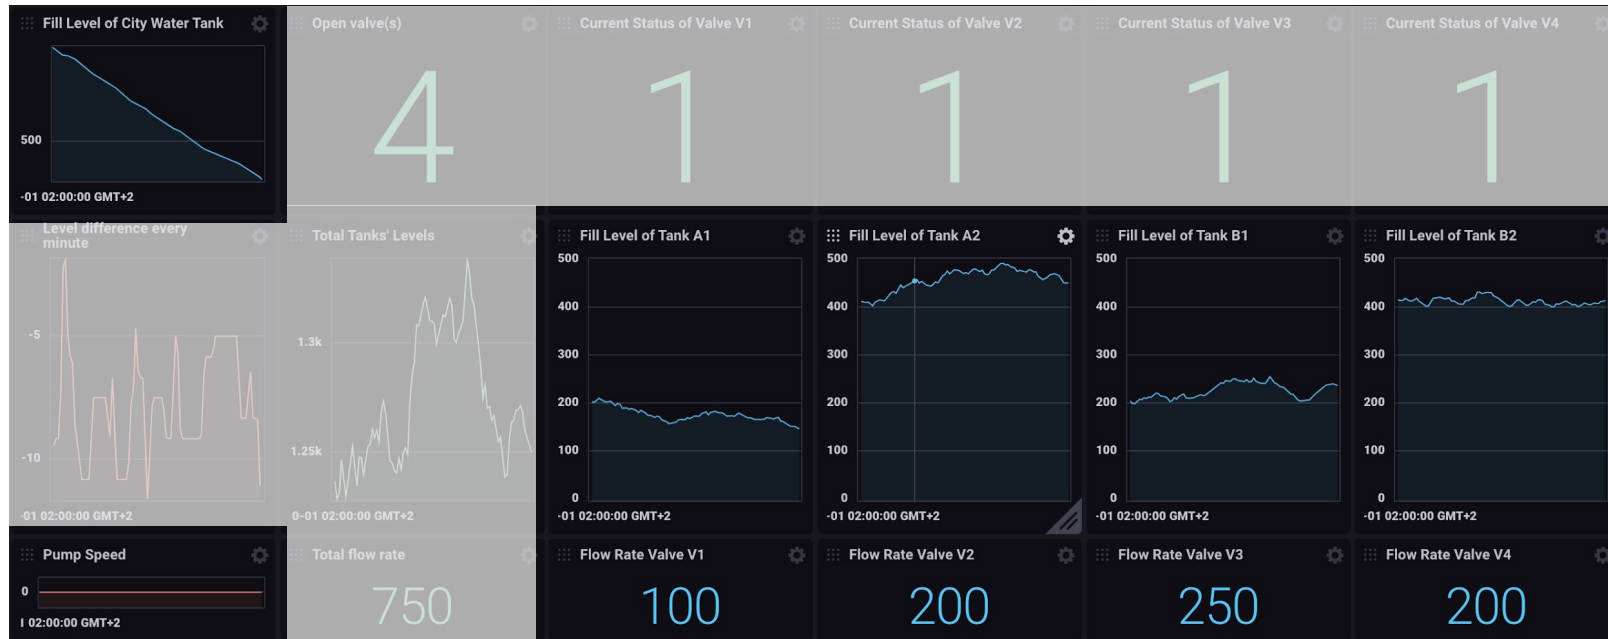 Fill Level of City Water Tank
500
-01 02:00:00 GMT+2
Open valve(s)
4
Current Status of Valve V1
1
Current Status of Valve V2
1
Current Status of Valve V3
1
Current Status of Valve V4
1
Level difference every
minute
-5
-10
-01 02:00:00 GMT+2
Total Tanks' Levels
1.3k
1.25k
0-01 02:00:00 GMT+2
Fill Level of Tank A1
500
400
300
200
100
0
-01 02:00:00 GMT+2
Fill Level of Tank A2
500
400
300
200
100
0
-01 02:00:00 GMT+2
Fill Level of Tank B1
500
400
300
200
100
0
-01 02:00:00 GMT+2
Fill Level of Tank B2
500
400
300
200
100
0
-01 02:00:00 GMT+2
Pump Speed
0
02:00:00 GMT+2
Total flow rate
750
Flow Rate Valve V1
100
Flow Rate Valve V2
200
Flow Rate Valve V3
250
Flow Rate Valve V4
200